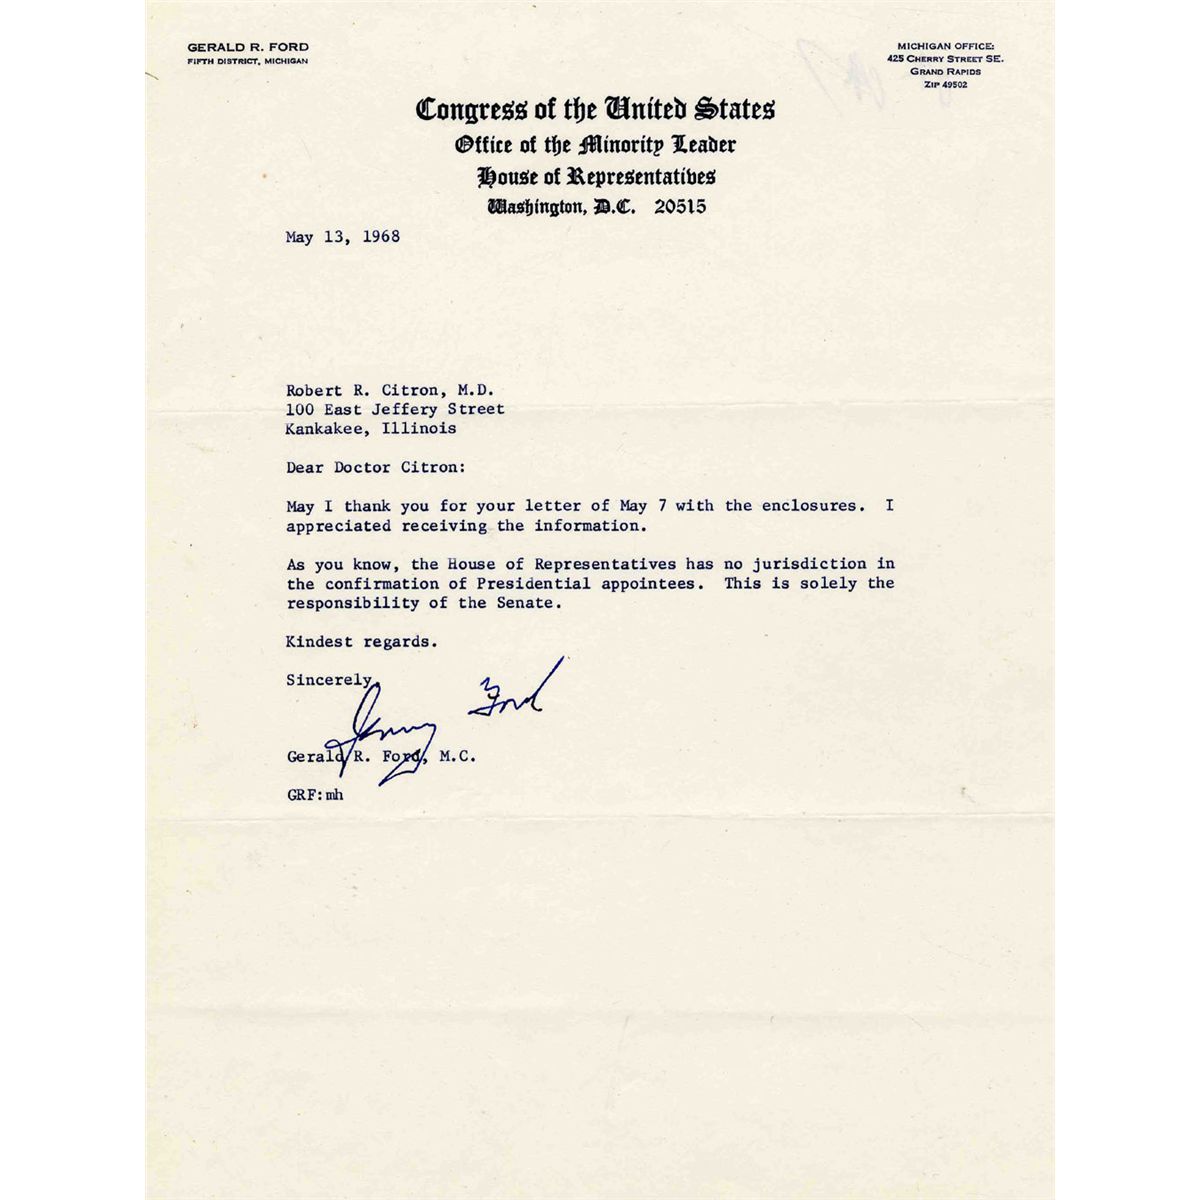 GERALD R. FORD
FIFTH DISTRICT, MICHIGAN
MICHIGAN OFFICE:
425 CHERRY STREET SE.
GRAND RAPIDS
ZIP 49502
Congress of the United States
Office of the Minority Leader
House of Representatives
Washington, D.C. 20515
May 13, 1968
Robert R. Citron, M.D.
100 East Jeffery Street
Kankakee, Illinois
Dear Doctor Citron:
May I thank you for your letter of May 7 with the enclosures. I
appreciated receiving the information.
As you know, the House of Representatives has no jurisdiction in
the confirmation of Presidential appointees. This is solely the
responsibility of the Senate.
Kindest regards.
Sincerely,
Jerry Ford
Gerald R. Ford, M.C.
GRF:mh